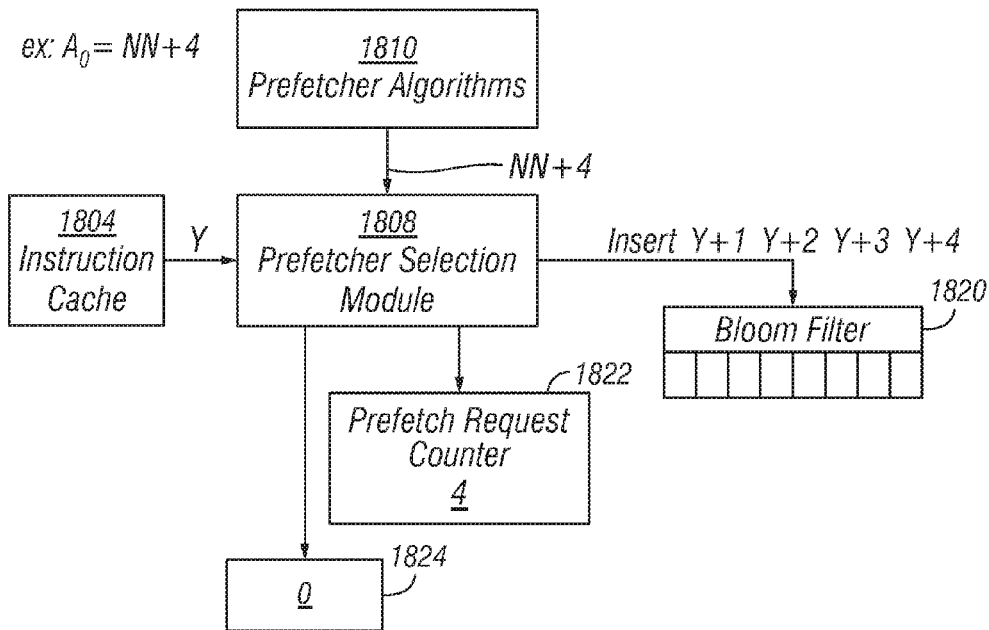 ex: A0 = NN+4
1810
Prefetcher Algorithms
NN+4
1804
Instruction
Cache
Y
1808
Prefetcher Selection
Module
Insert Y+1 Y+2 Y+3 Y+4
1820
Bloom Filter
1822
Prefetch Request
Counter
4
1824
0